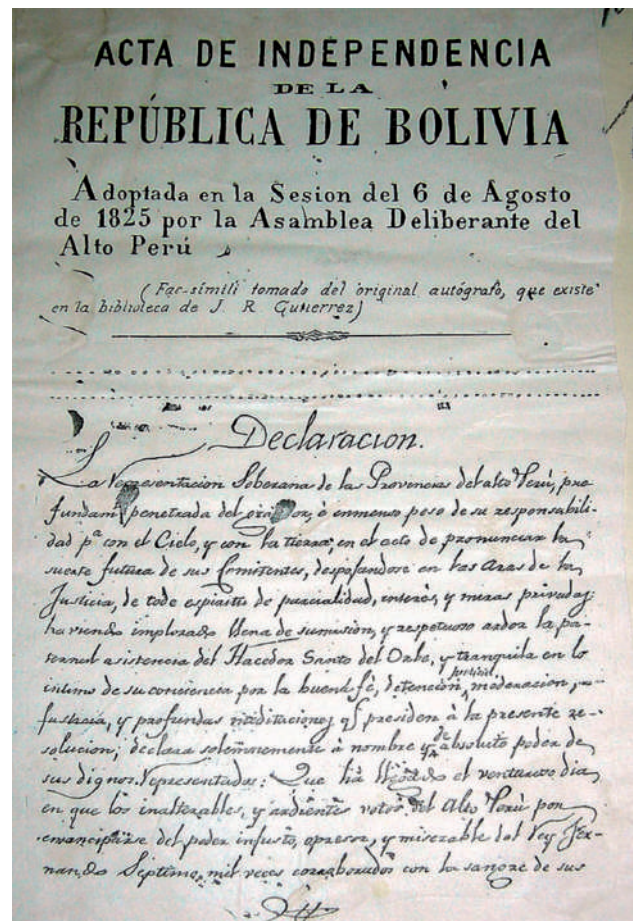 ACTA DE INDEPENDENCIA
DE LA
REPÚBLICA DE BOLIVIA
Adoptada en la Sesion del 6 de Agosto
de 1825 por la Asamblea Deliberante del
Alto Perú
(Fac-simili tomado del original autógrafo, que existe
en la biblioteca de J. R. Gutierrez)
Declaracion.
La Representacion Soberana de las Provincias del alto Perú, pro-
fundam penetrada del grandor, é inmenso peso de su responsabili-
dad pª con el Cielo, y con la tierra, en el acto de pronunciar la
suerte futura de sus Comitentes, despojandose en las aras de la
Justicia, de todo espiritu de parcialidad, interés, y miras privadas;
haviendo implorado llena de sumision, y respetuoso ardor la pa-
ternal asistencia del Hacedor Santo del Orbe, y tranquila en lo
intimo de su conciencia por la buena fé, detencion, moderacion,
justicia, y profundas meditaciones qe presiden à la presente re-
solucion; declara solemnemente à nombre y absoluto poder de
sus dignos Representados: Que ha llegado el venturoso dia
en que los inalterables, y ardientes votos del Alto Perú por
emanciparse del poder injusto, opresor, y miserable del Rey Fer-
nando Septimo, mil veces corroborados con la sangre de sus